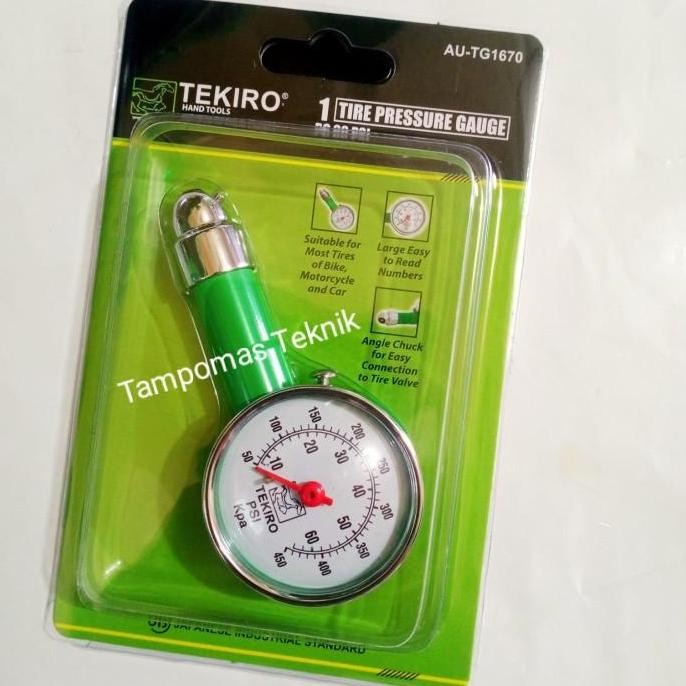 AU-TG1670
TEKIRO®
HAND TOOLS
1 TIRE PRESSURE GAUGE
Suitable for
Most Tires
of Bike,
Motorcycle
and Car
Large Easy
to Read
Numbers
Angle Chuck
for Easy
Connection
to Tire Valve
Tampomas Teknik
50 100 150 200 250 300 350 400 450
10 20 30 40 50 60
TEKIRO
PSI
Kpa
JAPANESE INDUSTRIAL STANDARD